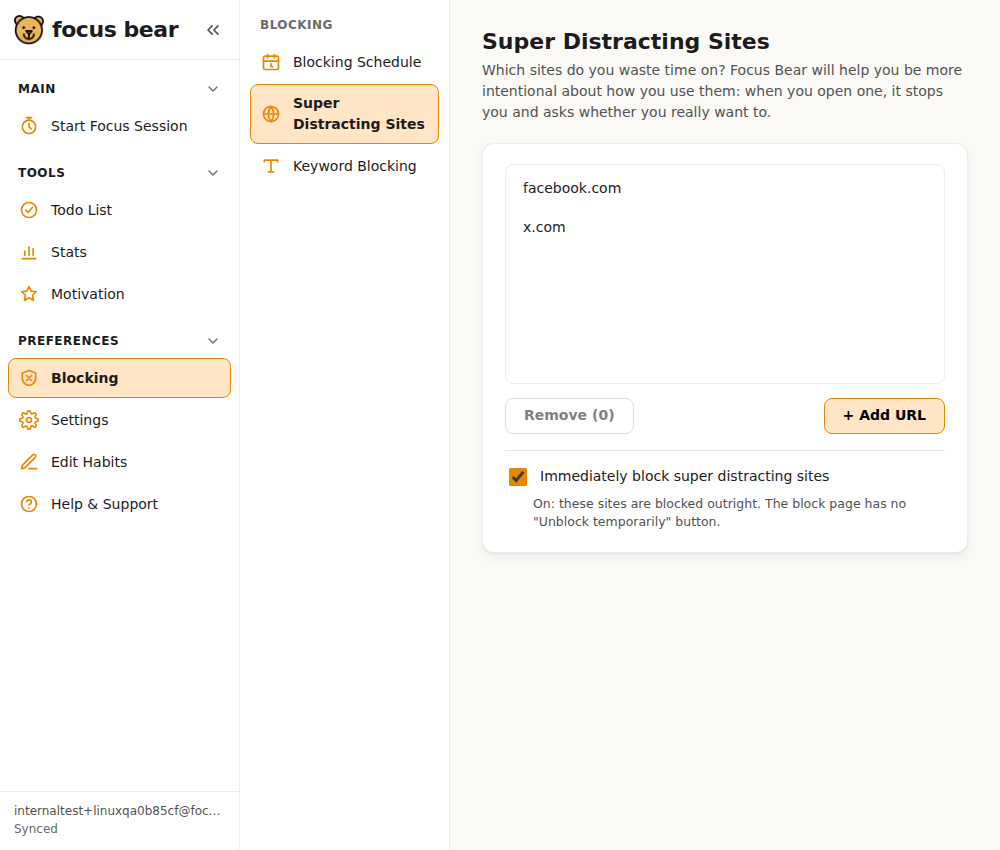 focus bear
MAIN
Start Focus Session
TOOLS
Todo List
Stats
Motivation
PREFERENCES
Blocking
Settings
Edit Habits
Help & Support
internaltest+linuxqa0b85cf@foc...
Synced
BLOCKING
Blocking Schedule
Super
Distracting Sites
Keyword Blocking
Super Distracting Sites
Which sites do you waste time on? Focus Bear will help you be more
intentional about how you use them: when you open one, it stops
you and asks whether you really want to.
facebook.com
x.com
Remove (0)
+ Add URL
Immediately block super distracting sites
On: these sites are blocked outright. The block page has no
"Unblock temporarily" button.